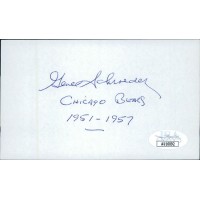 Gene Schroeder
Chicago Bears
1951-1957
JSA